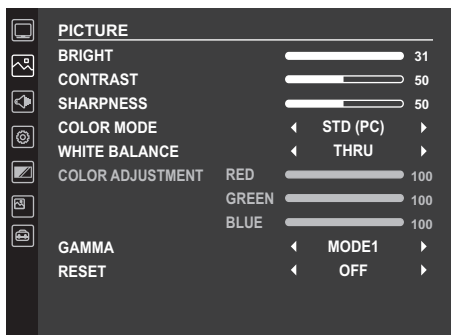 PICTURE
BRIGHT 31
CONTRAST 50
SHARPNESS 50
COLOR MODE STD (PC)
WHITE BALANCE THRU
COLOR ADJUSTMENT RED 100
GREEN 100
BLUE 100
GAMMA MODE1
RESET OFF